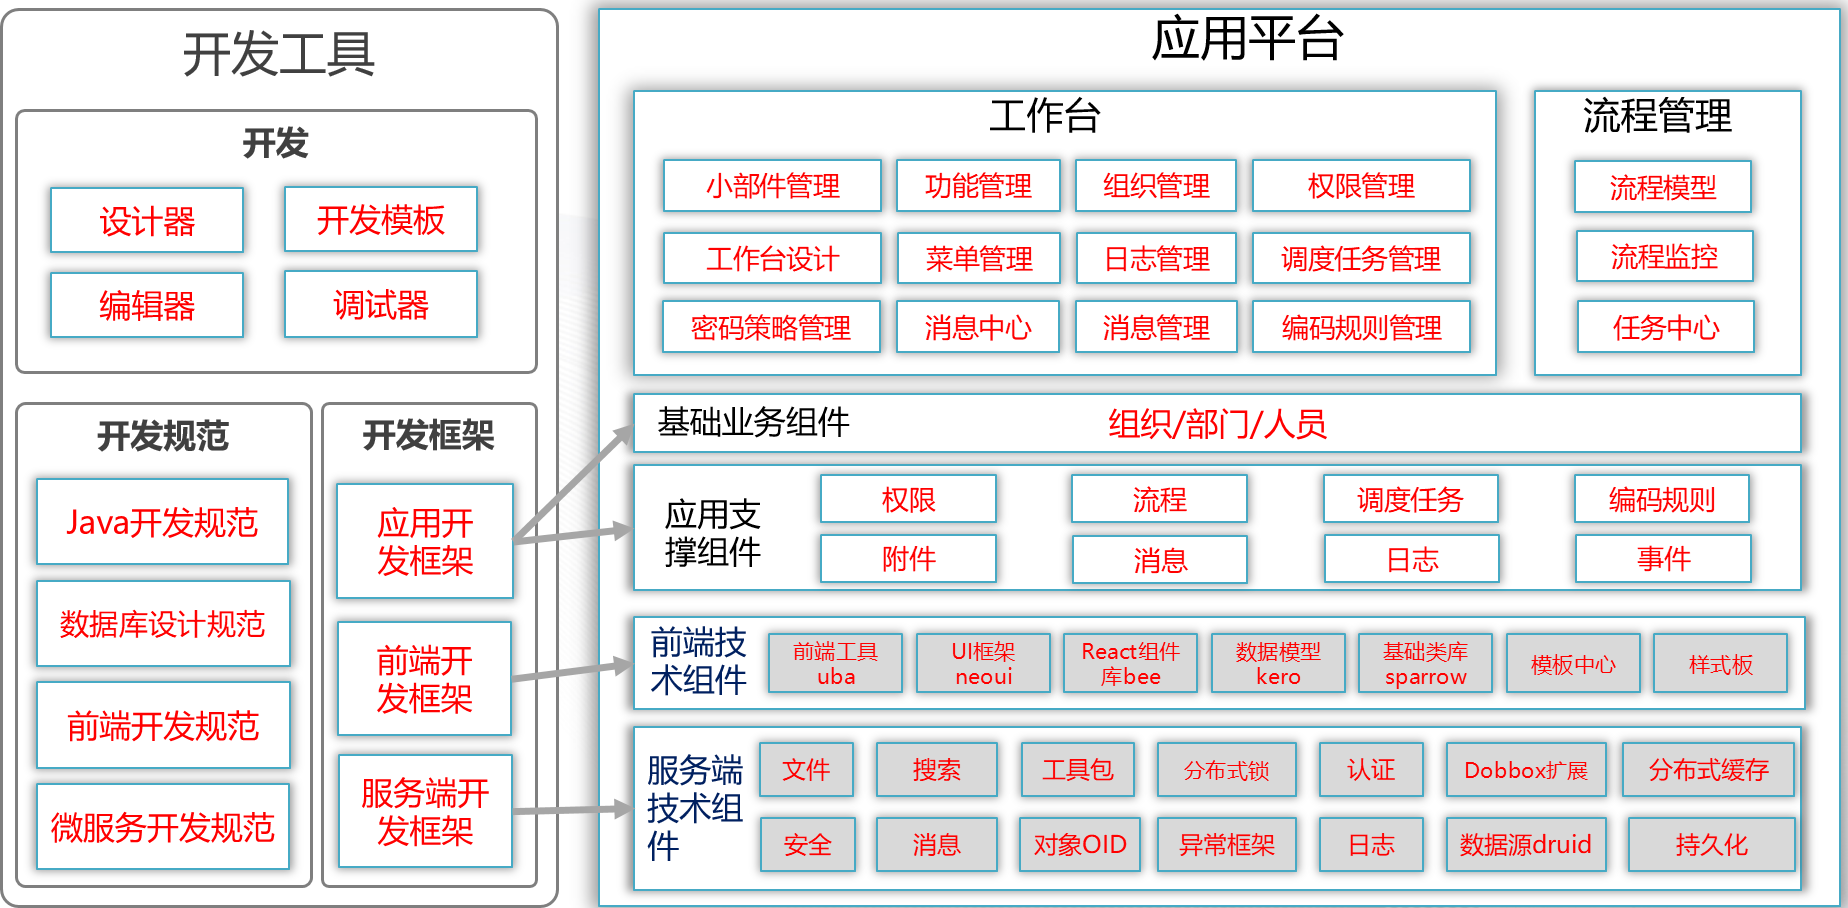 开发工具
开发
设计器
开发模板
编辑器
调试器
开发规范
Java开发规范
数据库设计规范
前端开发规范
微服务开发规范
开发框架
应用开
发框架
前端开
发框架
服务端开
发框架
应用平台
工作台
小部件管理
功能管理
组织管理
权限管理
工作台设计
菜单管理
日志管理
调度任务管理
密码策略管理
消息中心
消息管理
编码规则管理
流程管理
流程模型
流程监控
任务中心
基础业务组件
组织/部门/人员
应用支
撑组件
权限
流程
调度任务
编码规则
附件
消息
日志
事件
前端技
术组件
前端工具
uba
UI框架
neoui
React组件
库bee
数据模型
kero
基础类库
sparrow
模板中心
样式板
服务端
技术组
件
文件
搜索
工具包
分布式锁
认证
Dobbox扩展
分布式缓存
安全
消息
对象OID
异常框架
日志
数据源druid
持久化